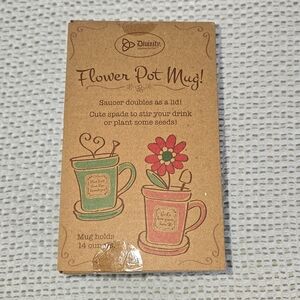 Divinity
Flower Pot Mug!
Saucer doubles as a lid!
Cute spade to stir your drink
or plant some seeds!
Mug holds
14 ounces